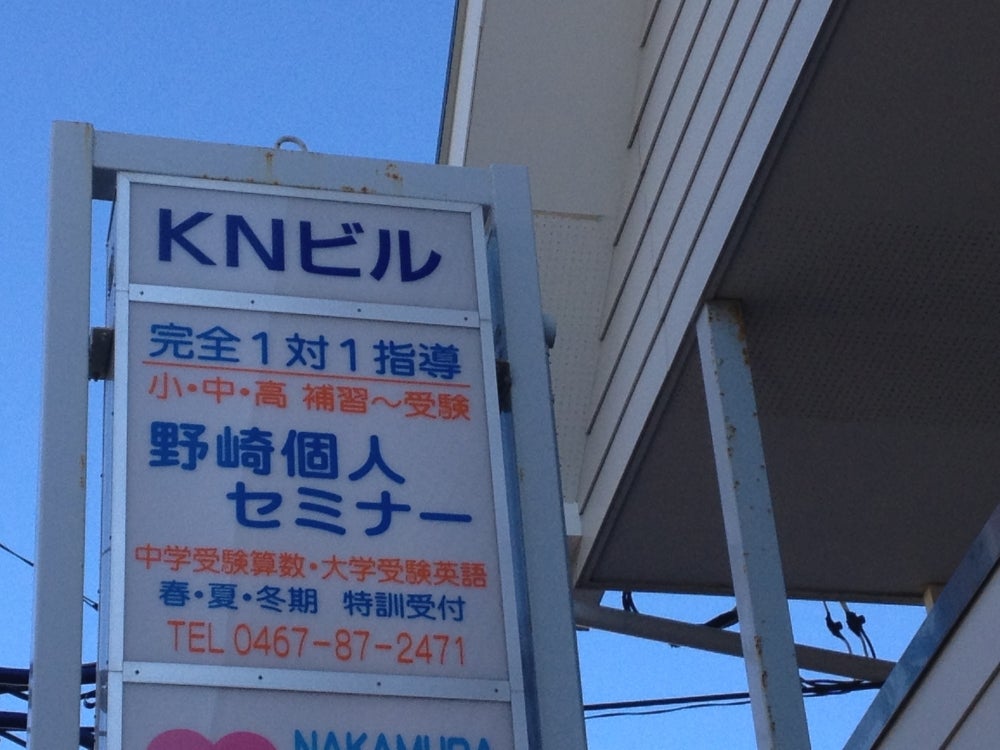 KNビル
完全1対1指導
小・中・高 補習～受験
野崎個人
セミナー
中学受験算数・大学受験英語
春・夏・冬期 特訓受付
TEL 0467-87-2471
NAKAMURA